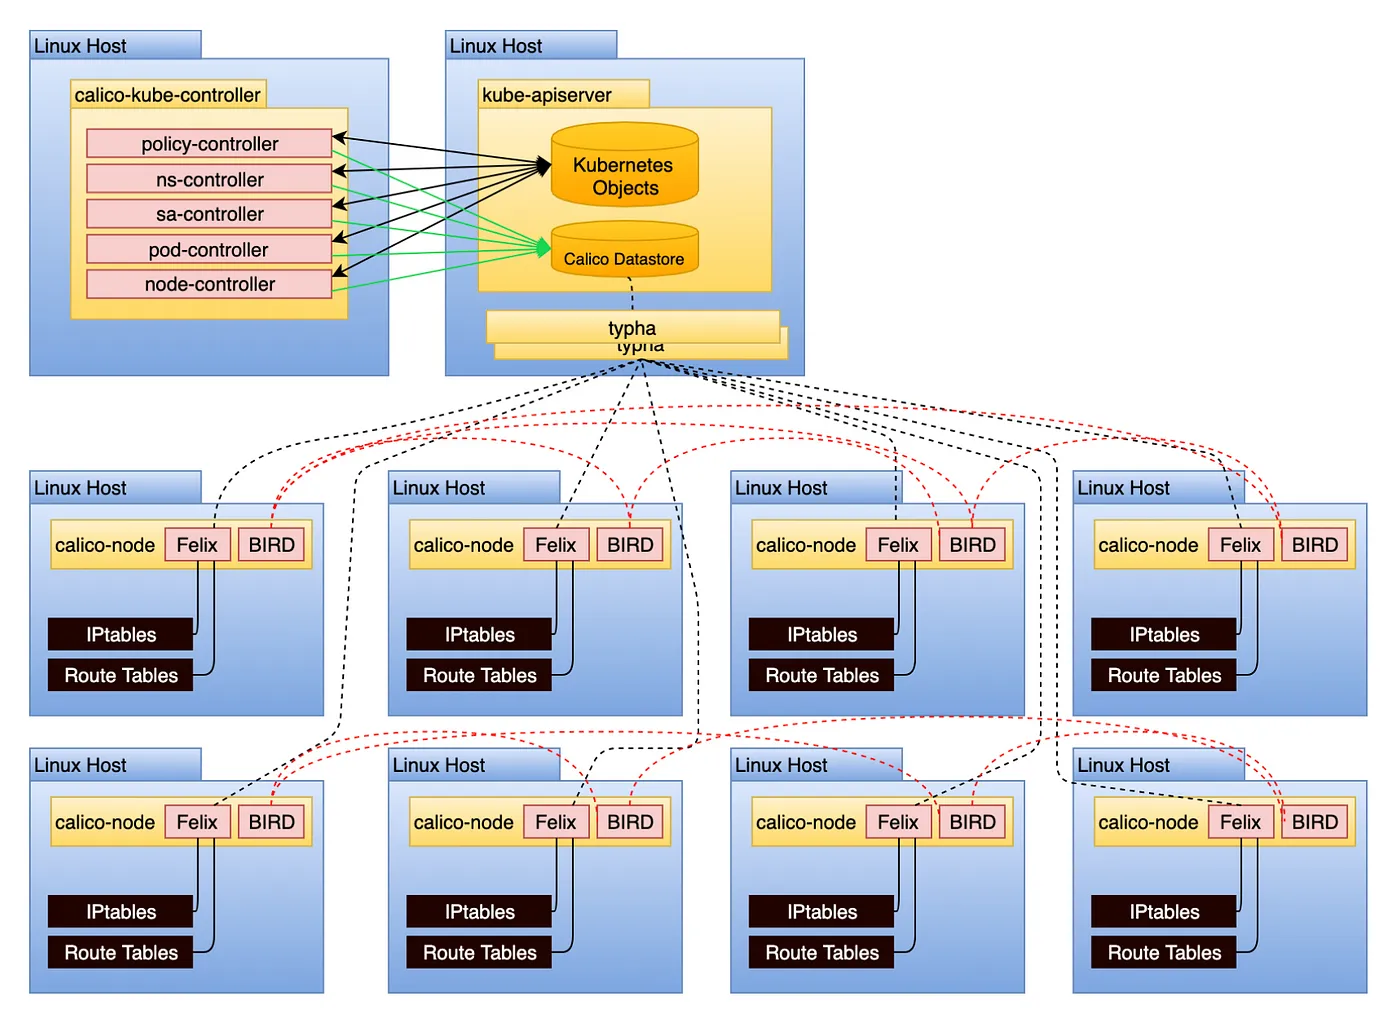 Linux Host
calico-kube-controller
policy-controller
ns-controller
sa-controller
pod-controller
node-controller
Linux Host
kube-apiserver
Kubernetes
Objects
Calico Datastore
typha
typha
Linux Host
calico-node
Felix
BIRD
IPtables
Route Tables
Linux Host
calico-node
Felix
BIRD
IPtables
Route Tables
Linux Host
calico-node
Felix
BIRD
IPtables
Route Tables
Linux Host
calico-node
Felix
BIRD
IPtables
Route Tables
Linux Host
calico-node
Felix
BIRD
IPtables
Route Tables
Linux Host
calico-node
Felix
BIRD
IPtables
Route Tables
Linux Host
calico-node
Felix
BIRD
IPtables
Route Tables
Linux Host
calico-node
Felix
BIRD
IPtables
Route Tables